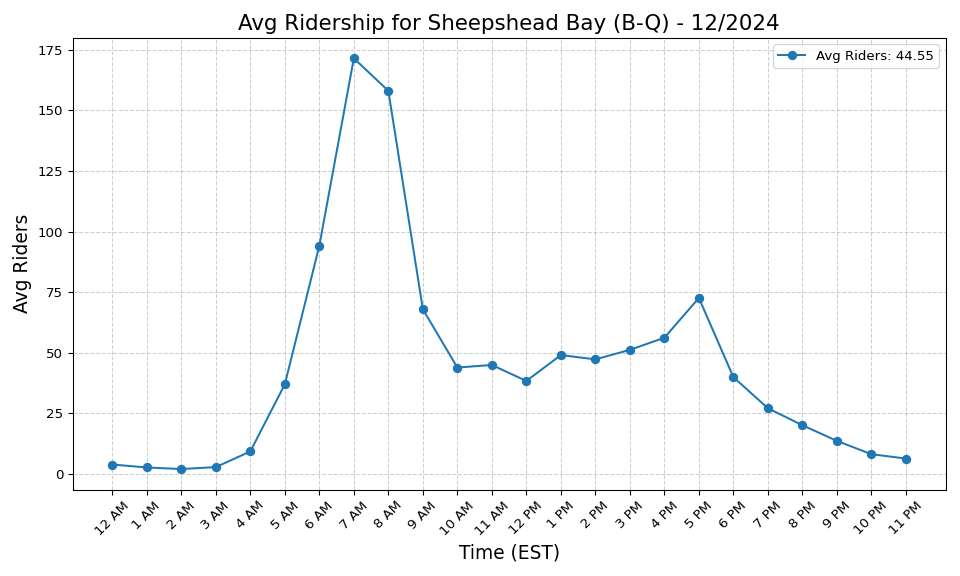 Avg Ridership for Sheepshead Bay (B-Q) - 12/2024
Avg Riders: 44.55
175
150
125
100
75
50
25
0
Avg Riders
12 AM
1 AM
2 AM
3 AM
4 AM
5 AM
6 AM
7 AM
8 AM
9 AM
10 AM
11 AM
12 PM
1 PM
2 PM
3 PM
4 PM
5 PM
6 PM
7 PM
8 PM
9 PM
10 PM
11 PM
Time (EST)